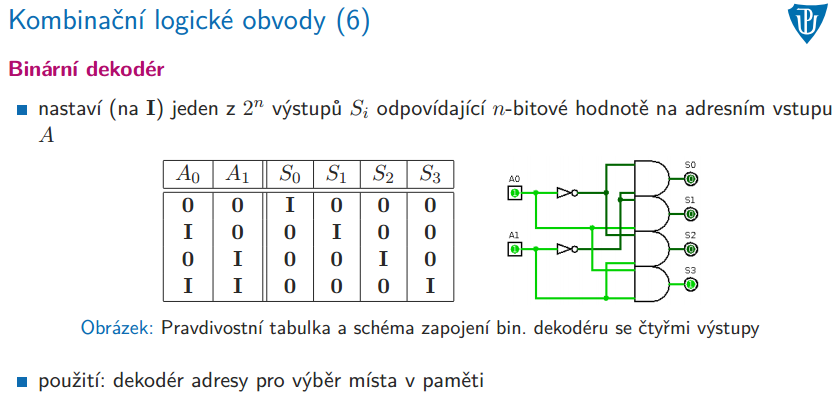 Kombinační logické obvody (6)
Binární dekodér
nastaví (na I) jeden z 2^n výstupů S_i odpovídající n-bitové hodnotě na adresním vstupu
A
A_0 A_1 S_0 S_1 S_2 S_3
0 0 I 0 0 0
I 0 0 I 0 0
0 I 0 0 I 0
I I 0 0 0 I
A0
A1
S0
S1
S2
S3
Obrázek: Pravdivostní tabulka a schéma zapojení bin. dekodéru se čtyřmi výstupy
použití: dekodér adresy pro výběr místa v paměti